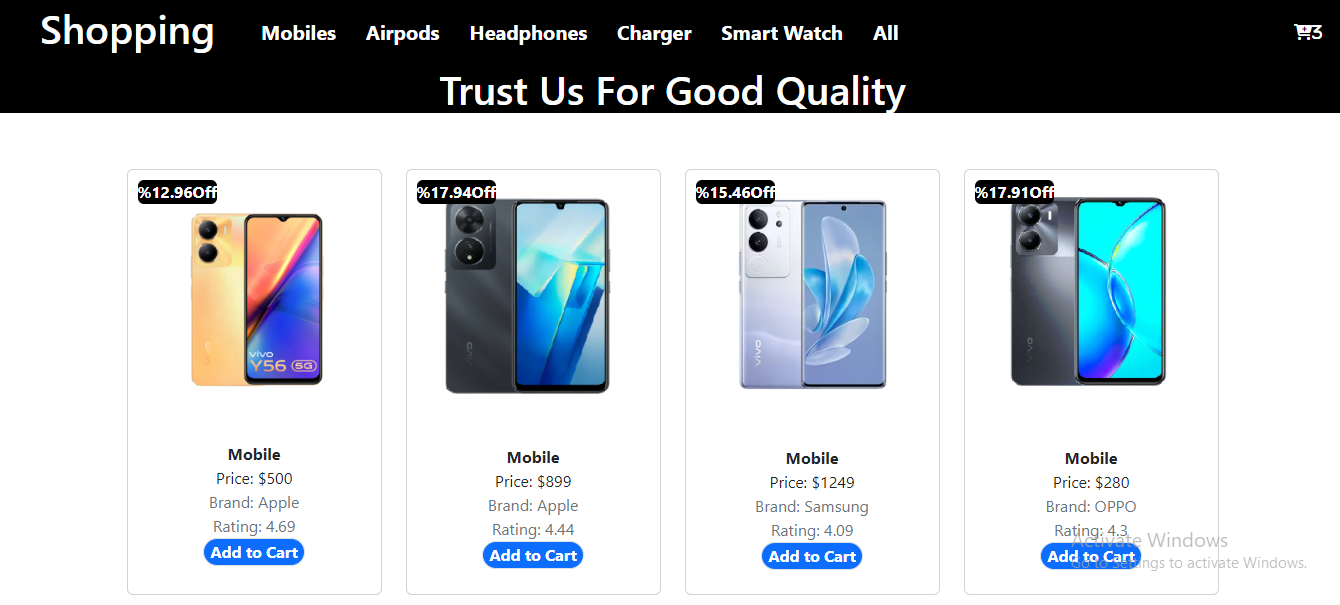 Shopping Mobiles Airpods Headphones Charger Smart Watch All 3
Trust Us For Good Quality
%12.96Off
vivo
Y56 5G
Mobile
Price: $500
Brand: Apple
Rating: 4.69
Add to Cart
%17.94Off
vivo
Mobile
Price: $899
Brand: Apple
Rating: 4.44
Add to Cart
%15.46Off
vivo
Mobile
Price: $1249
Brand: Samsung
Rating: 4.09
Add to Cart
%17.91Off
vivo
Mobile
Price: $280
Brand: OPPO
Rating: 4.3
Add to Cart
Activate Windows
Go to Settings to activate Windows.